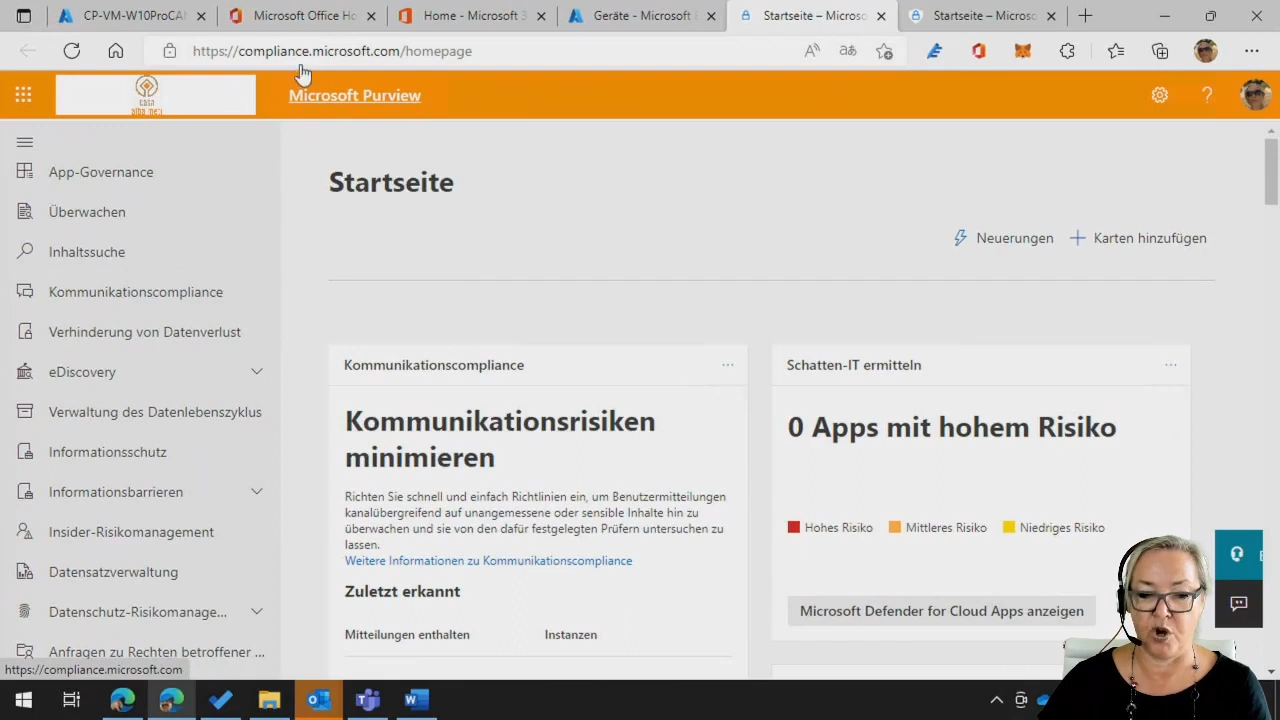 CP-VM-W10ProCA
Microsoft Office Ho
Home - Microsoft 3
Geräte - Microsoft
Startseite – Microso
Startseite – Microso
https://compliance.microsoft.com/homepage
CASA
Microsoft Purview
App-Governance
Überwachen
Inhaltssuche
Kommunikationscompliance
Verhinderung von Datenverlust
eDiscovery
Verwaltung des Datenlebenszyklus
Informationsschutz
Informationsbarrieren
Insider-Risikomanagement
Datensatzverwaltung
Datenschutz-Risikomanage...
Anfragen zu Rechten betroffener ...
https://compliance.microsoft.com
Startseite
Neuerungen
Karten hinzufügen
Kommunikationscompliance
Kommunikationsrisiken
minimieren
Richten Sie schnell und einfach Richtlinien ein, um Benutzermitteilungen
kanalübergreifend auf unangemessene oder sensible Inhalte hin zu
überwachen und sie von den dafür festgelegten Prüfern untersuchen zu
lassen.
Weitere Informationen zu Kommunikationscompliance
Zuletzt erkannt
Mitteilungen enthalten
Instanzen
Schatten-IT ermitteln
0 Apps mit hohem Risiko
Hohes Risiko
Mittleres Risiko
Niedriges Risiko
Microsoft Defender for Cloud Apps anzeigen